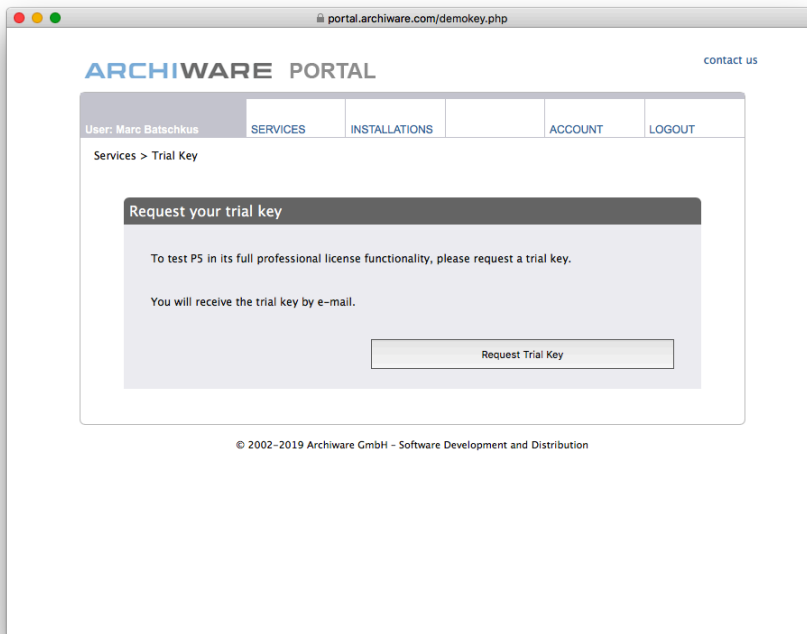 portal.archiware.com/demokey.php
contact us
ARCHIWARE PORTAL
User: Marc Batschkus
SERVICES
INSTALLATIONS
ACCOUNT
LOGOUT
Services > Trial Key
Request your trial key
To test P5 in its full professional license functionality, please request a trial key.
You will receive the trial key by e-mail.
Request Trial Key
© 2002–2019 Archiware GmbH – Software Development and Distribution